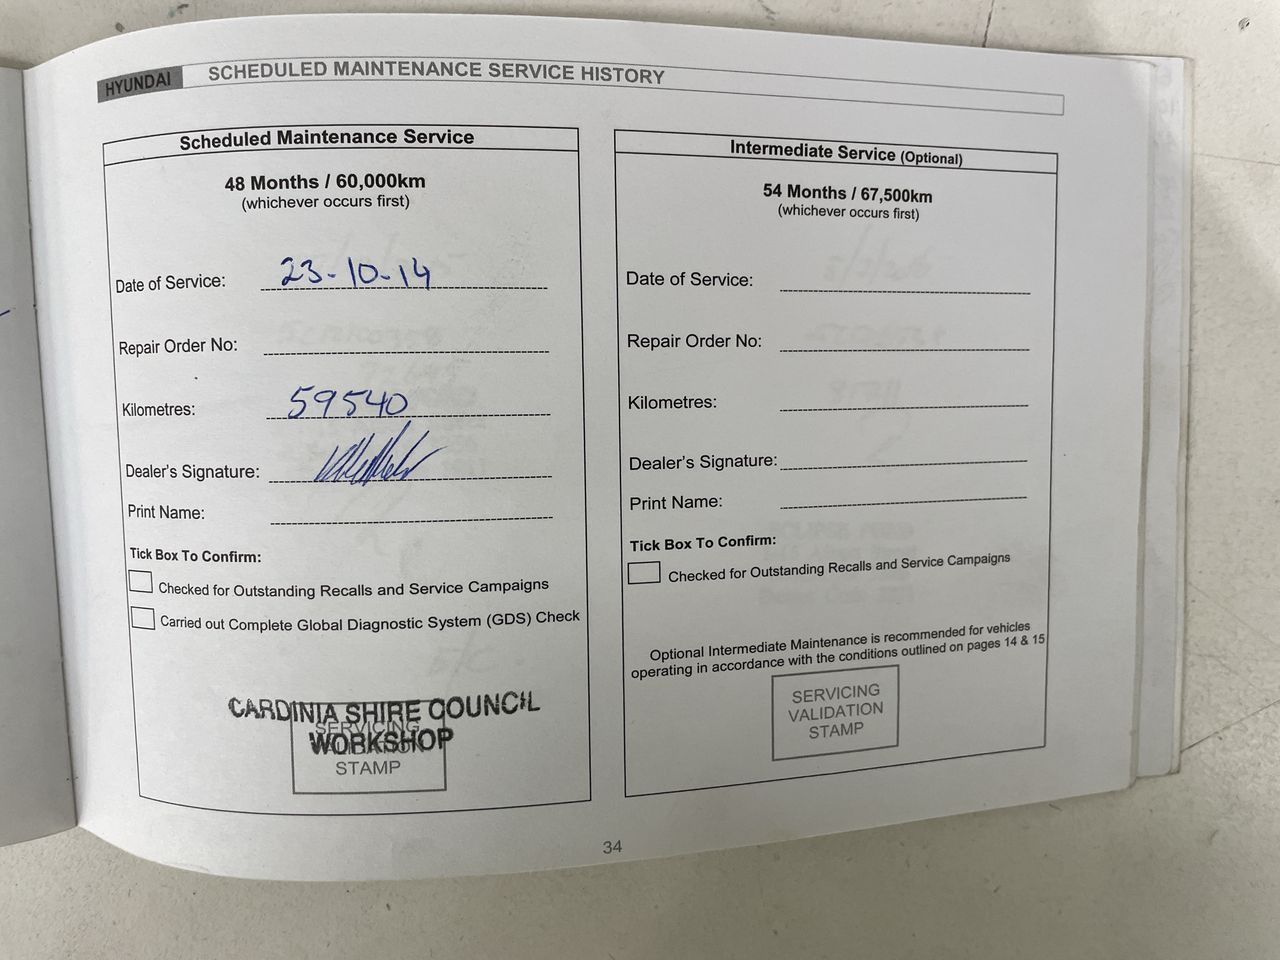 HYUNDAI SCHEDULED MAINTENANCE SERVICE HISTORY
Scheduled Maintenance Service
48 Months / 60,000km
(whichever occurs first)
Date of Service: 23-10-14
Repair Order No:
Kilometres: 59540
Dealer's Signature:
Print Name:
Tick Box To Confirm:
Checked for Outstanding Recalls and Service Campaigns
Carried out Complete Global Diagnostic System (GDS) Check
CARDINIA SHIRE COUNCIL
WORKSHOP
SERVICING
VALIDATION
STAMP
Intermediate Service (Optional)
54 Months / 67,500km
(whichever occurs first)
Date of Service:
Repair Order No:
Kilometres:
Dealer's Signature:
Print Name:
Tick Box To Confirm:
Checked for Outstanding Recalls and Service Campaigns
Optional Intermediate Maintenance is recommended for vehicles
operating in accordance with the conditions outlined on pages 14 & 15
SERVICING
VALIDATION
STAMP
34